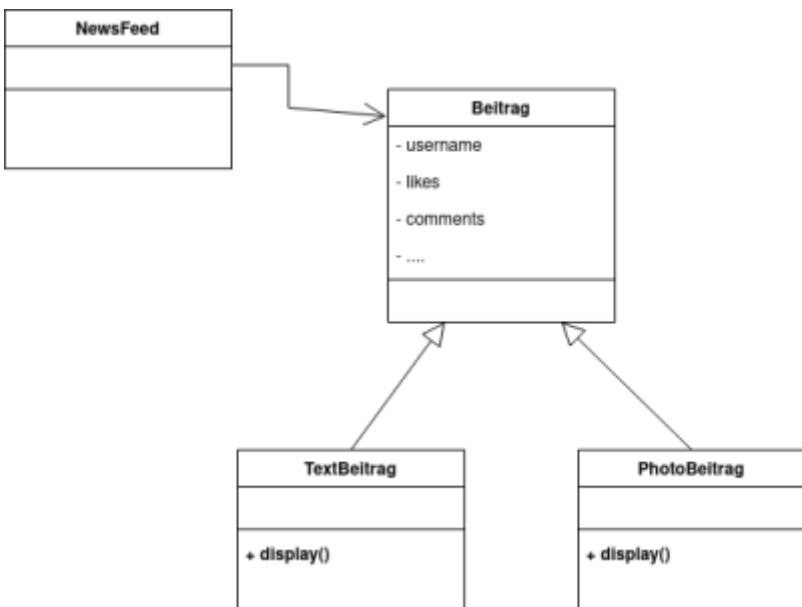 NewsFeed
Beitrag
- username
- likes
- comments
- ....
TextBeitrag
+ display()
PhotoBeitrag
+ display()